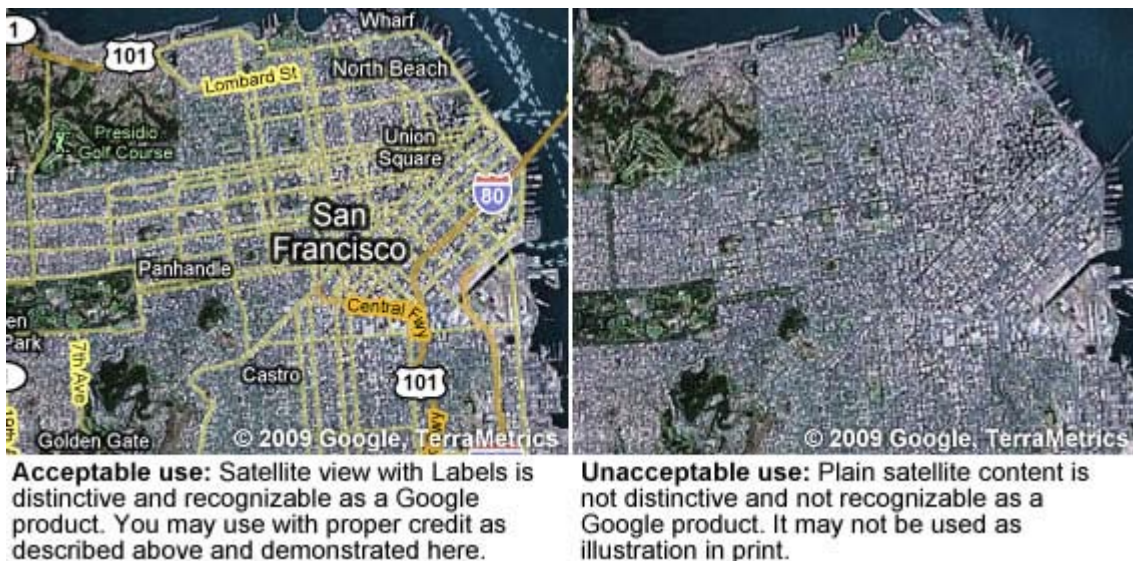 1
101
Wharf
Lombard St
North Beach
Presidio
Golf Course
Union
Square
80
San
Francisco
Panhandle
Central Fwy
Park
7th Ave
Castro
101
Golden Gate
© 2009 Google, TerraMetrics
Acceptable use: Satellite view with Labels is
distinctive and recognizable as a Google
product. You may use with proper credit as
described above and demonstrated here.
© 2009 Google, TerraMetrics
Unacceptable use: Plain satellite content is
not distinctive and not recognizable as a
Google product. It may not be used as
illustration in print.